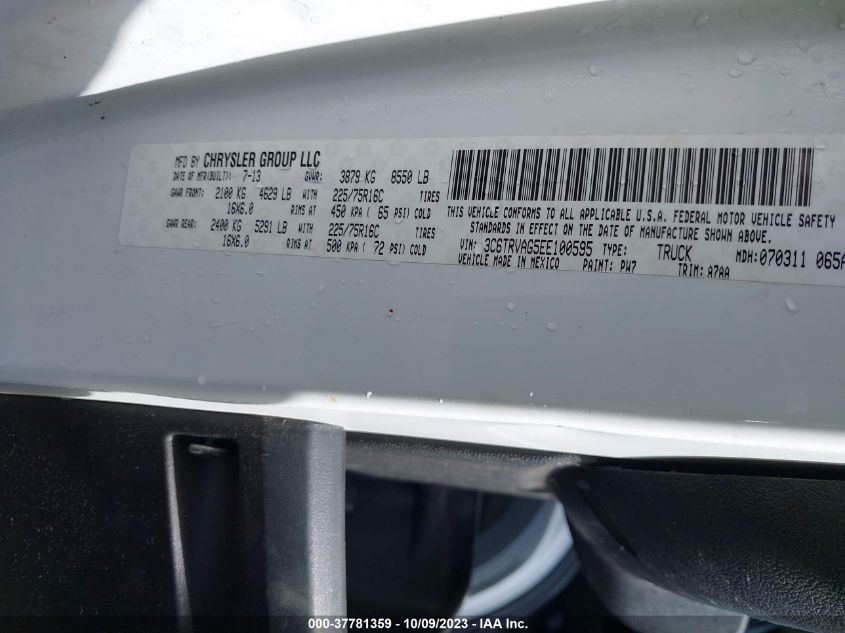 MFD BY CHRYSLER GROUP LLC
DATE OF MFR(BUILT): 7-13 GVWR: 3879 KG 8550 LB
GAWR FRONT: 2100 KG 4629 LB WITH 225/75R16C TIRES
16X6.0 RIMS AT 450 KPA ( 65 PSI) COLD
GAWR REAR: 2400 KG 5291 LB WITH 225/75R16C TIRES
16X6.0 RIMS AT 500 KPA ( 72 PSI) COLD
THIS VEHICLE CONFORMS TO ALL APPLICABLE U.S.A. FEDERAL MOTOR VEHICLE SAFETY
STANDARDS IN EFFECT ON THE DATE OF MANUFACTURE SHOWN ABOVE.
VIN: 3C6TRVAG5EE100595 TYPE: TRUCK MDH: 070311 065A
VEHICLE MADE IN MEXICO PAINT: PW7 TRIM: A7AA
000-37781359 - 10/09/2023 - IAA Inc.